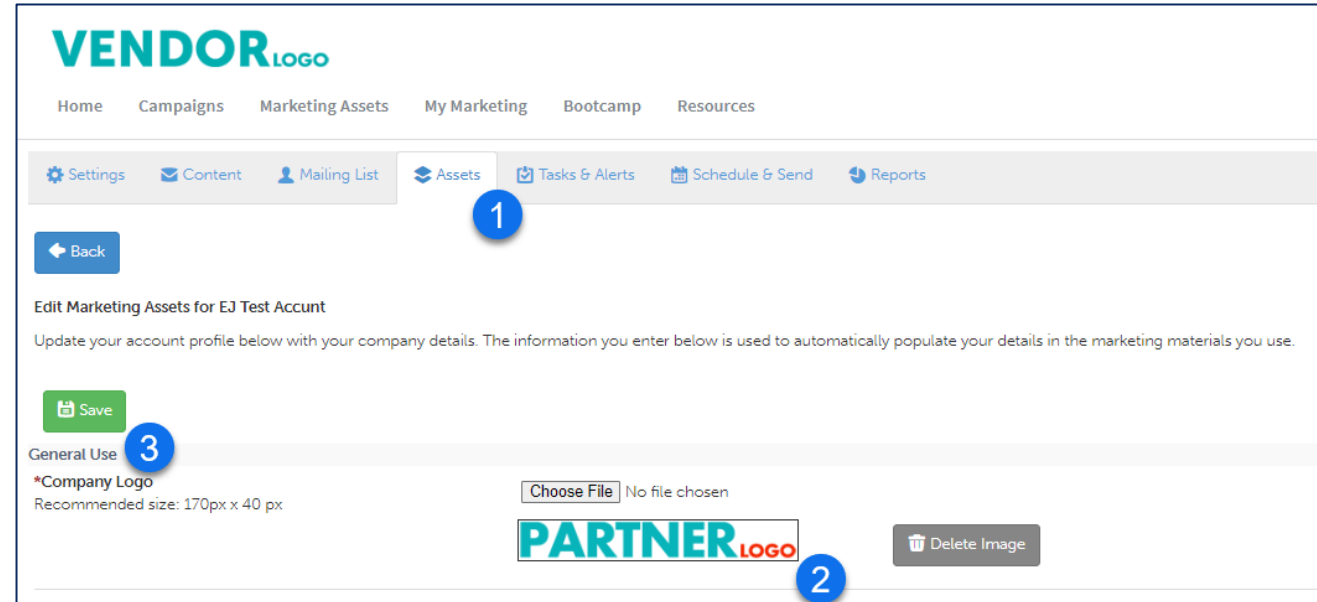 VENDOR LOGO
Home Campaigns Marketing Assets My Marketing Bootcamp Resources
Settings Content Mailing List Assets Tasks & Alerts Schedule & Send Reports
1
Back
Edit Marketing Assets for EJ Test Accunt
Update your account profile below with your company details. The information you enter below is used to automatically populate your details in the marketing materials you use.
Save
3
General Use
*Company Logo
Recommended size: 170px x 40 px
Choose File No file chosen
PARTNER LOGO
Delete Image
2